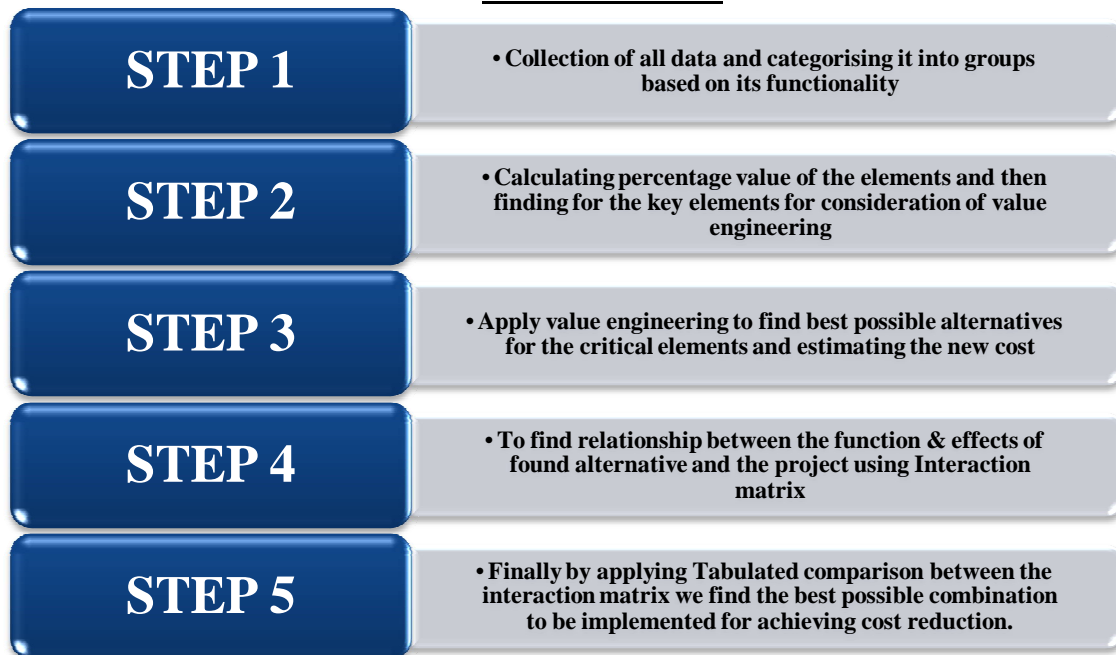 STEP 1
• Collection of all data and categorising it into groups
based on its functionality
STEP 2
• Calculating percentage value of the elements and then
finding for the key elements for consideration of value
engineering
STEP 3
• Apply value engineering to find best possible alternatives
for the critical elements and estimating the new cost
STEP 4
• To find relationship between the function & effects of
found alternative and the project using Interaction
matrix
STEP 5
• Finally by applying Tabulated comparison between the
interaction matrix we find the best possible combination
to be implemented for achieving cost reduction.